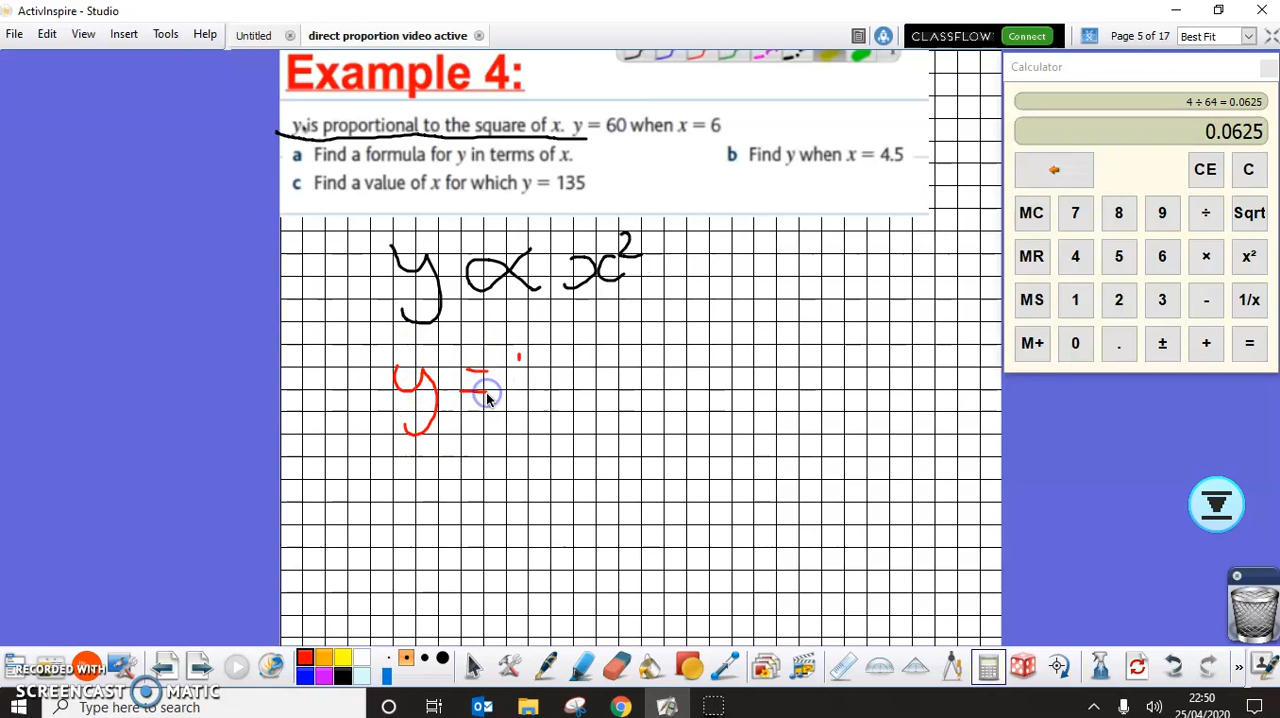 ActivInspire - Studio
File Edit View Insert Tools Help Untitled direct proportion video active CLASSFLOW Connect Page 5 of 17 Best Fit
Example 4:
y is proportional to the square of x. y = 60 when x = 6
a Find a formula for y in terms of x. b Find y when x = 4.5
c Find a value of x for which y = 135
y ∝ x²
y =
Calculator
4 ÷ 64 = 0.0625
0.0625
CE C
MC 7 8 9 ÷ Sqrt
MR 4 5 6 × x²
MS 1 2 3 - 1/x
M+ 0 . ± + =
RECORDED WITH
SCREENCAST MATIC
Type here to search
22:50
25/04/2020